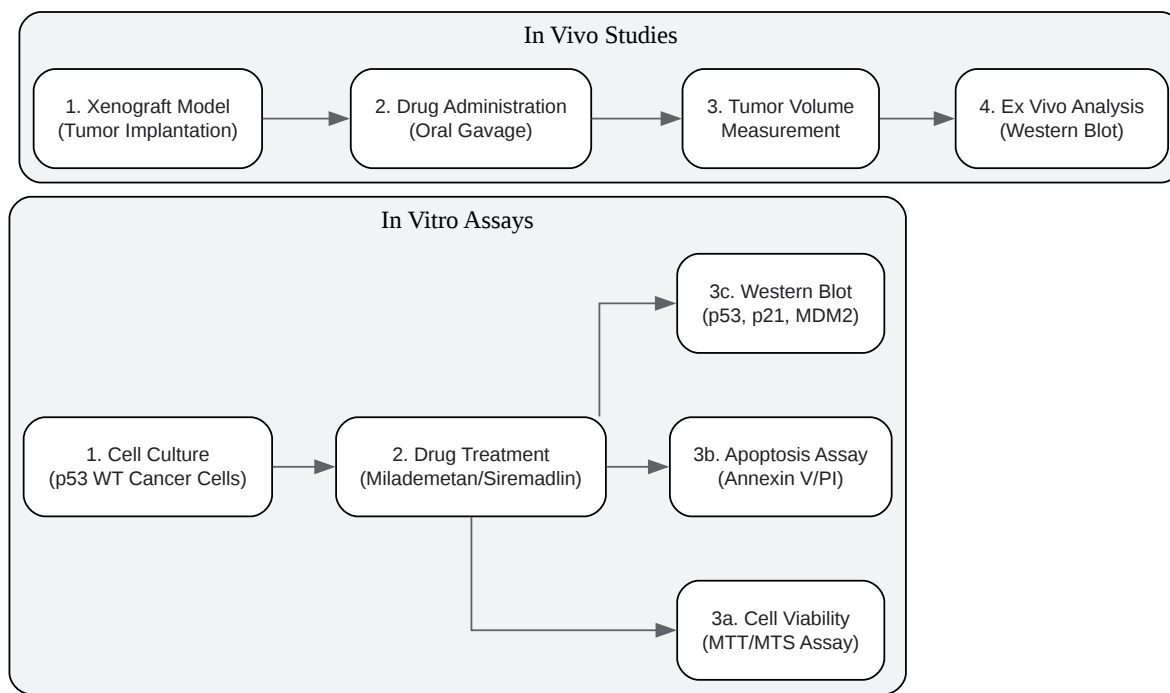 In Vivo Studies
1. Xenograft Model
(Tumor Implantation)
2. Drug Administration
(Oral Gavage)
3. Tumor Volume
Measurement
4. Ex Vivo Analysis
(Western Blot)
In Vitro Assays
3c. Western Blot
(p53, p21, MDM2)
1. Cell Culture
(p53 WT Cancer Cells)
2. Drug Treatment
(Milademetan/Siremadlin)
3b. Apoptosis Assay
(Annexin V/PI)
3a. Cell Viability
(MTT/MTS Assay)